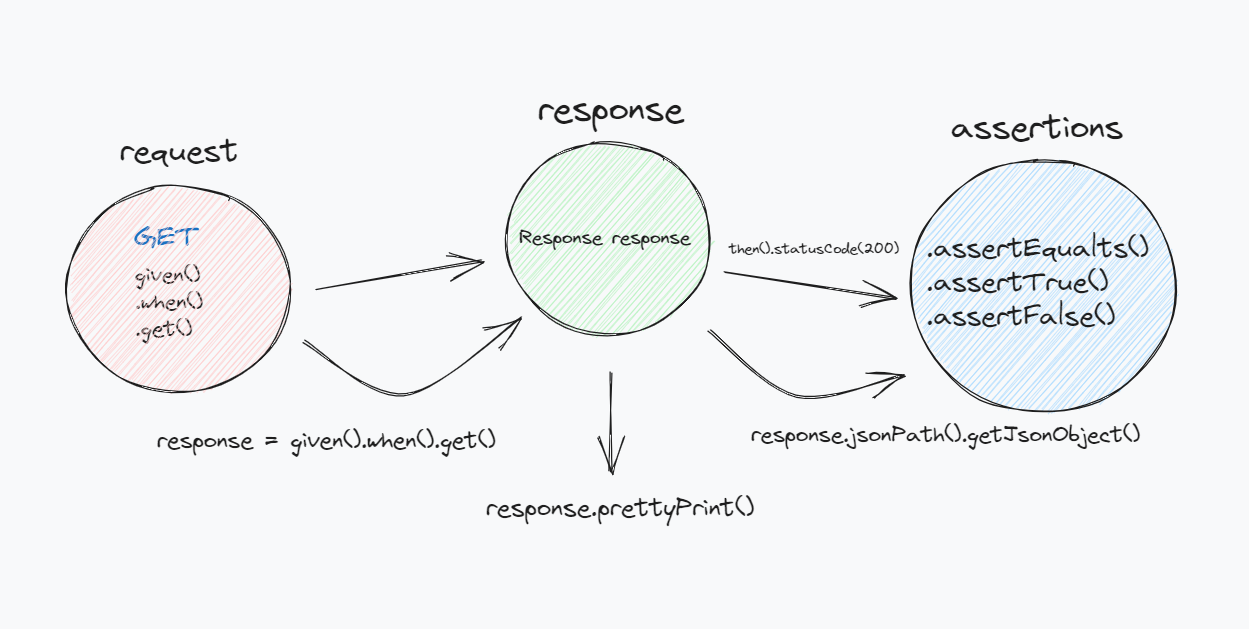 request
GET
given()
.when()
.get()
response = given().when().get()
response
Response response
response.prettyPrint()
then().statusCode(200)
response.jsonPath().getJsonObject()
assertions
.assertEqualts()
.assertTrue()
.assertFalse()